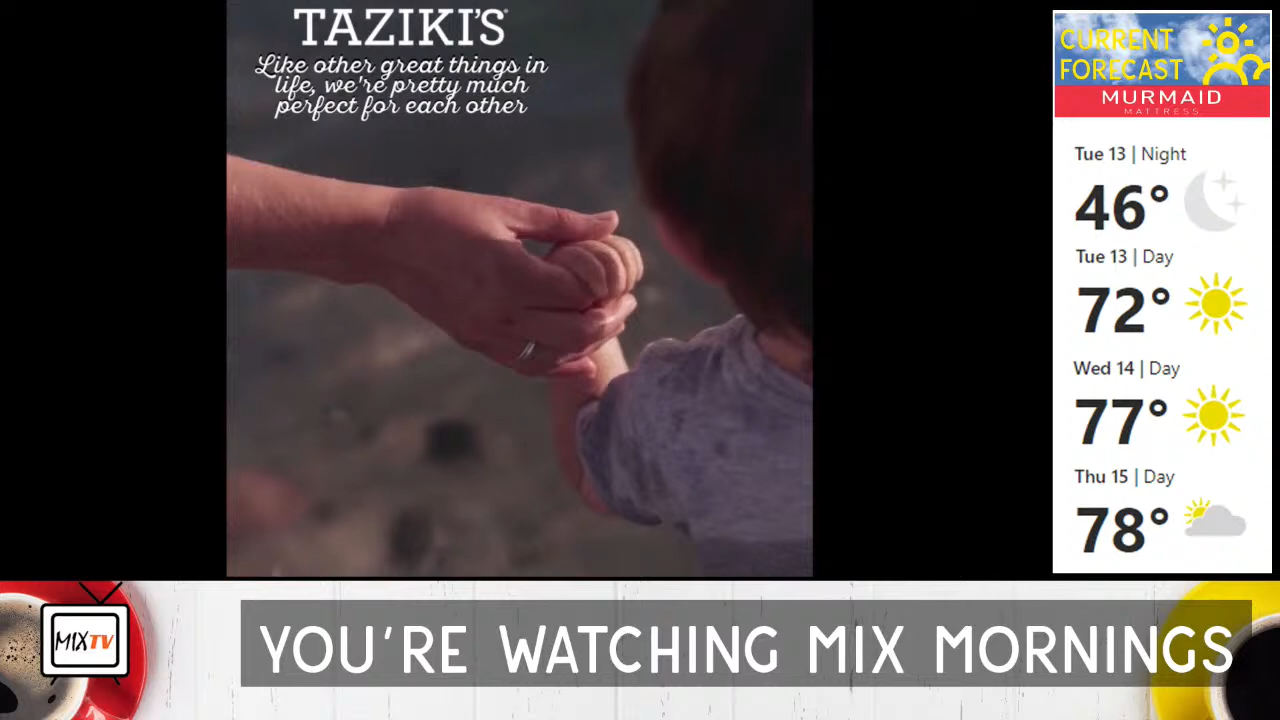 TAZIKI'S
Like other great things in
life, we're pretty much
perfect for each other
CURRENT
FORECAST
MURMAID
MATTRESS
Tue 13 | Night
46°
Tue 13 | Day
72°
Wed 14 | Day
77°
Thu 15 | Day
78°
MIXTV
YOU'RE WATCHING MIX MORNINGS